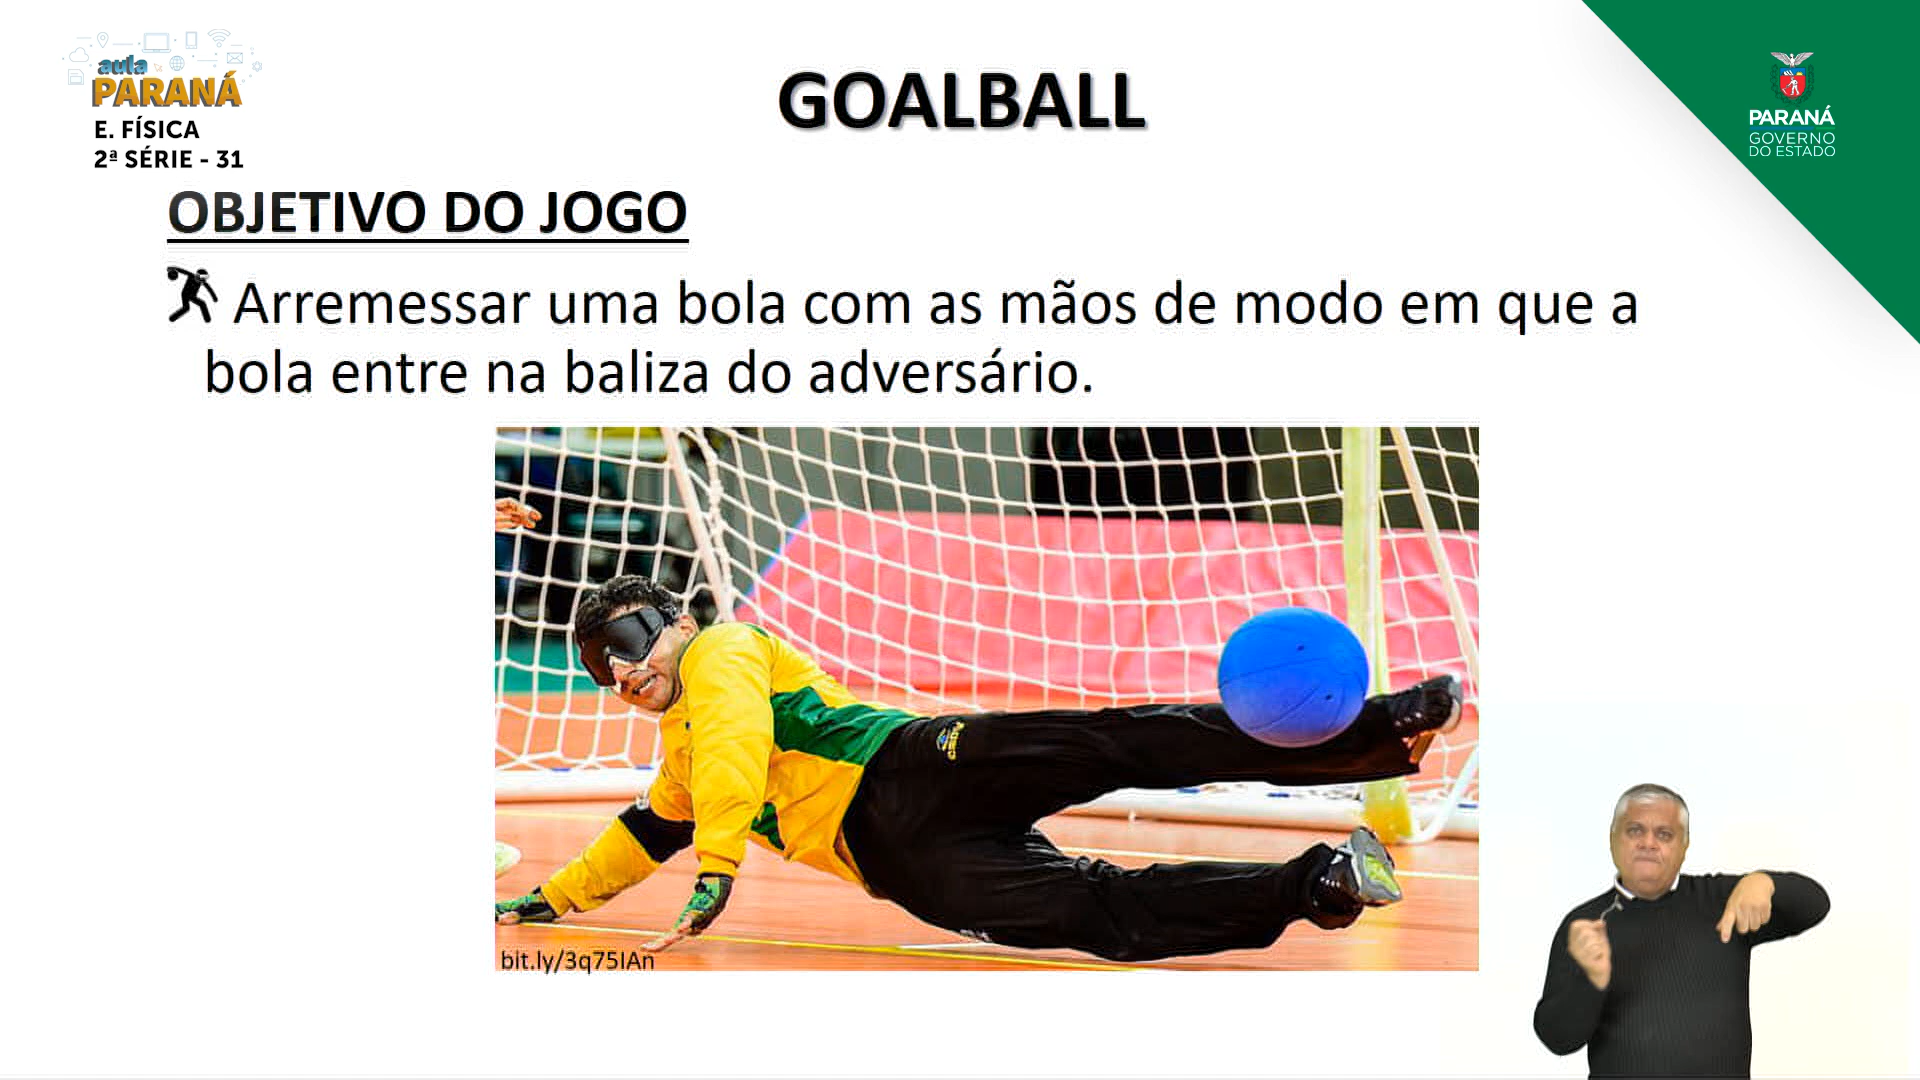 aula
PARANÁ
E. FÍSICA
2ª SÉRIE - 31
GOALBALL
PARANÁ
GOVERNO
DO ESTADO
OBJETIVO DO JOGO
Arremessar uma bola com as mãos de modo em que a
bola entre na baliza do adversário.
bit.ly/3q75IAn